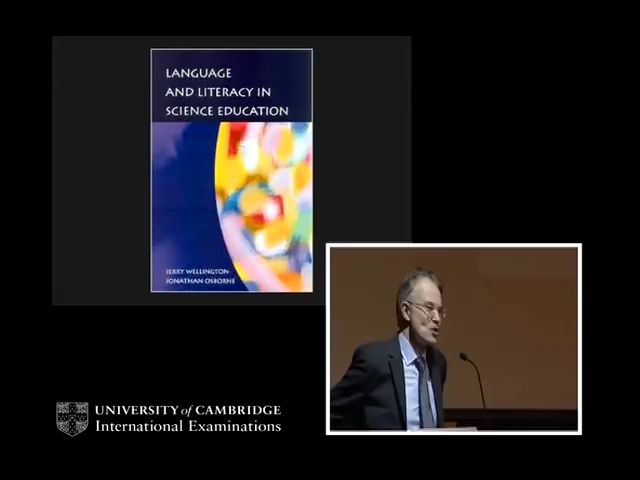 LANGUAGE
AND LITERACY IN
SCIENCE EDUCATION
JERRY WELLINGTON
JONATHAN OSBORNE
UNIVERSITY of CAMBRIDGE
International Examinations